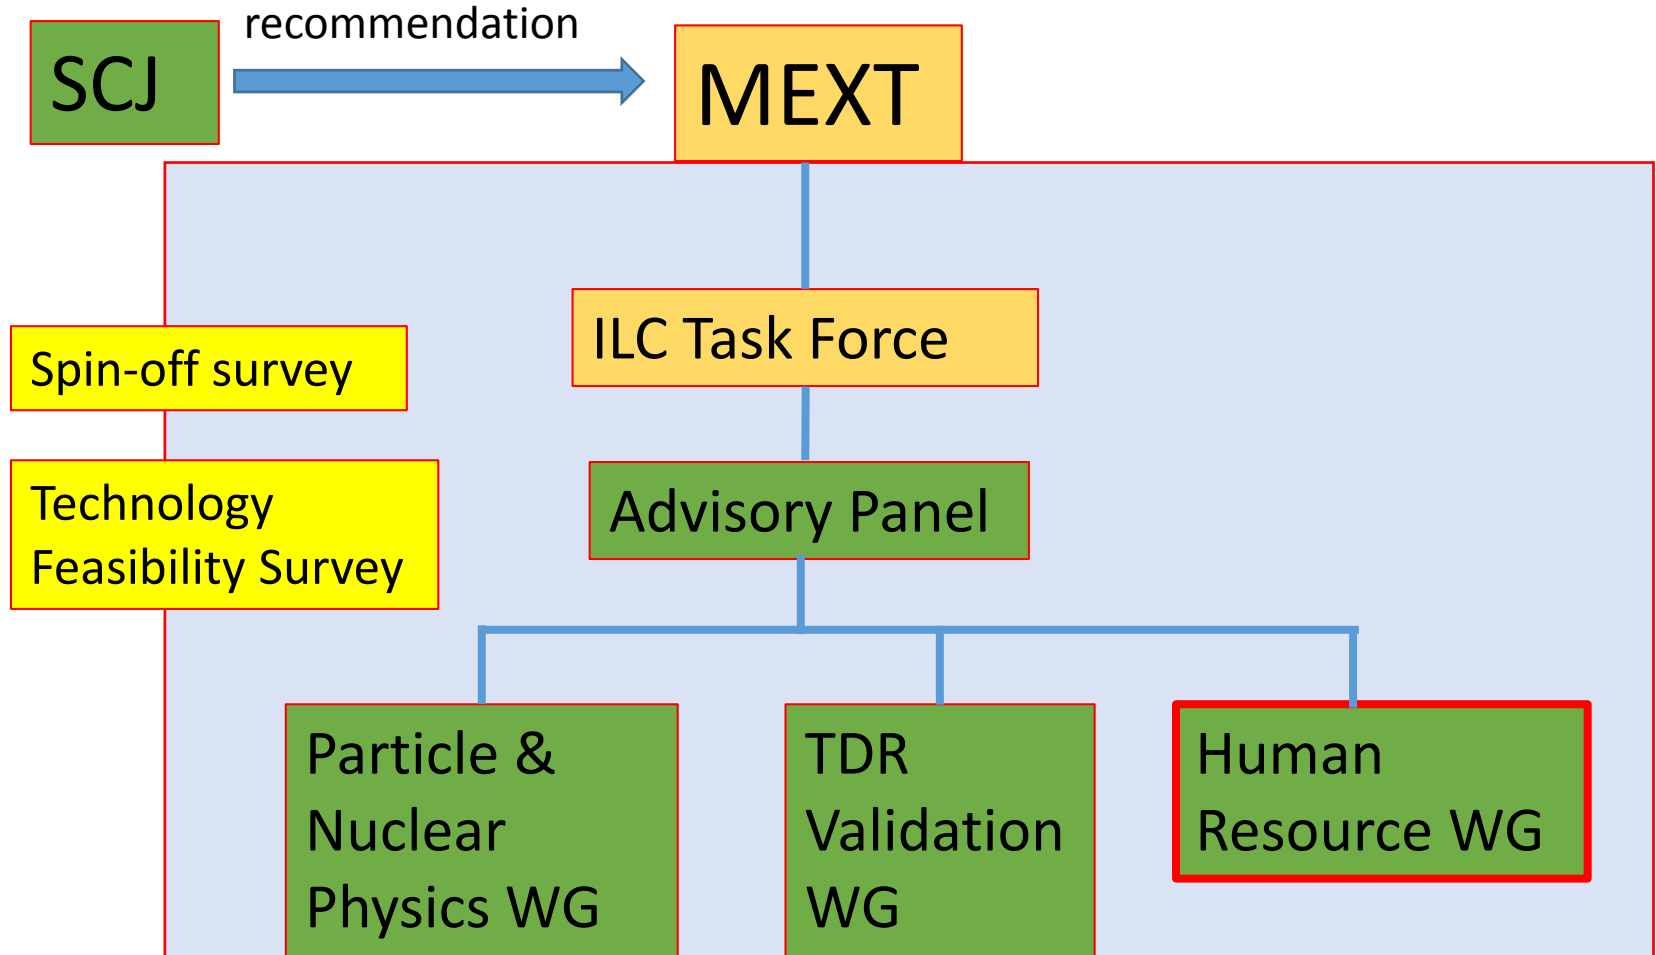 recommendation
SCJ
MEXT
ILC Task Force
Spin-off survey
Technology
Feasibility Survey
Advisory Panel
Particle &
Nuclear
Physics WG
TDR
Validation
WG
Human
Resource WG